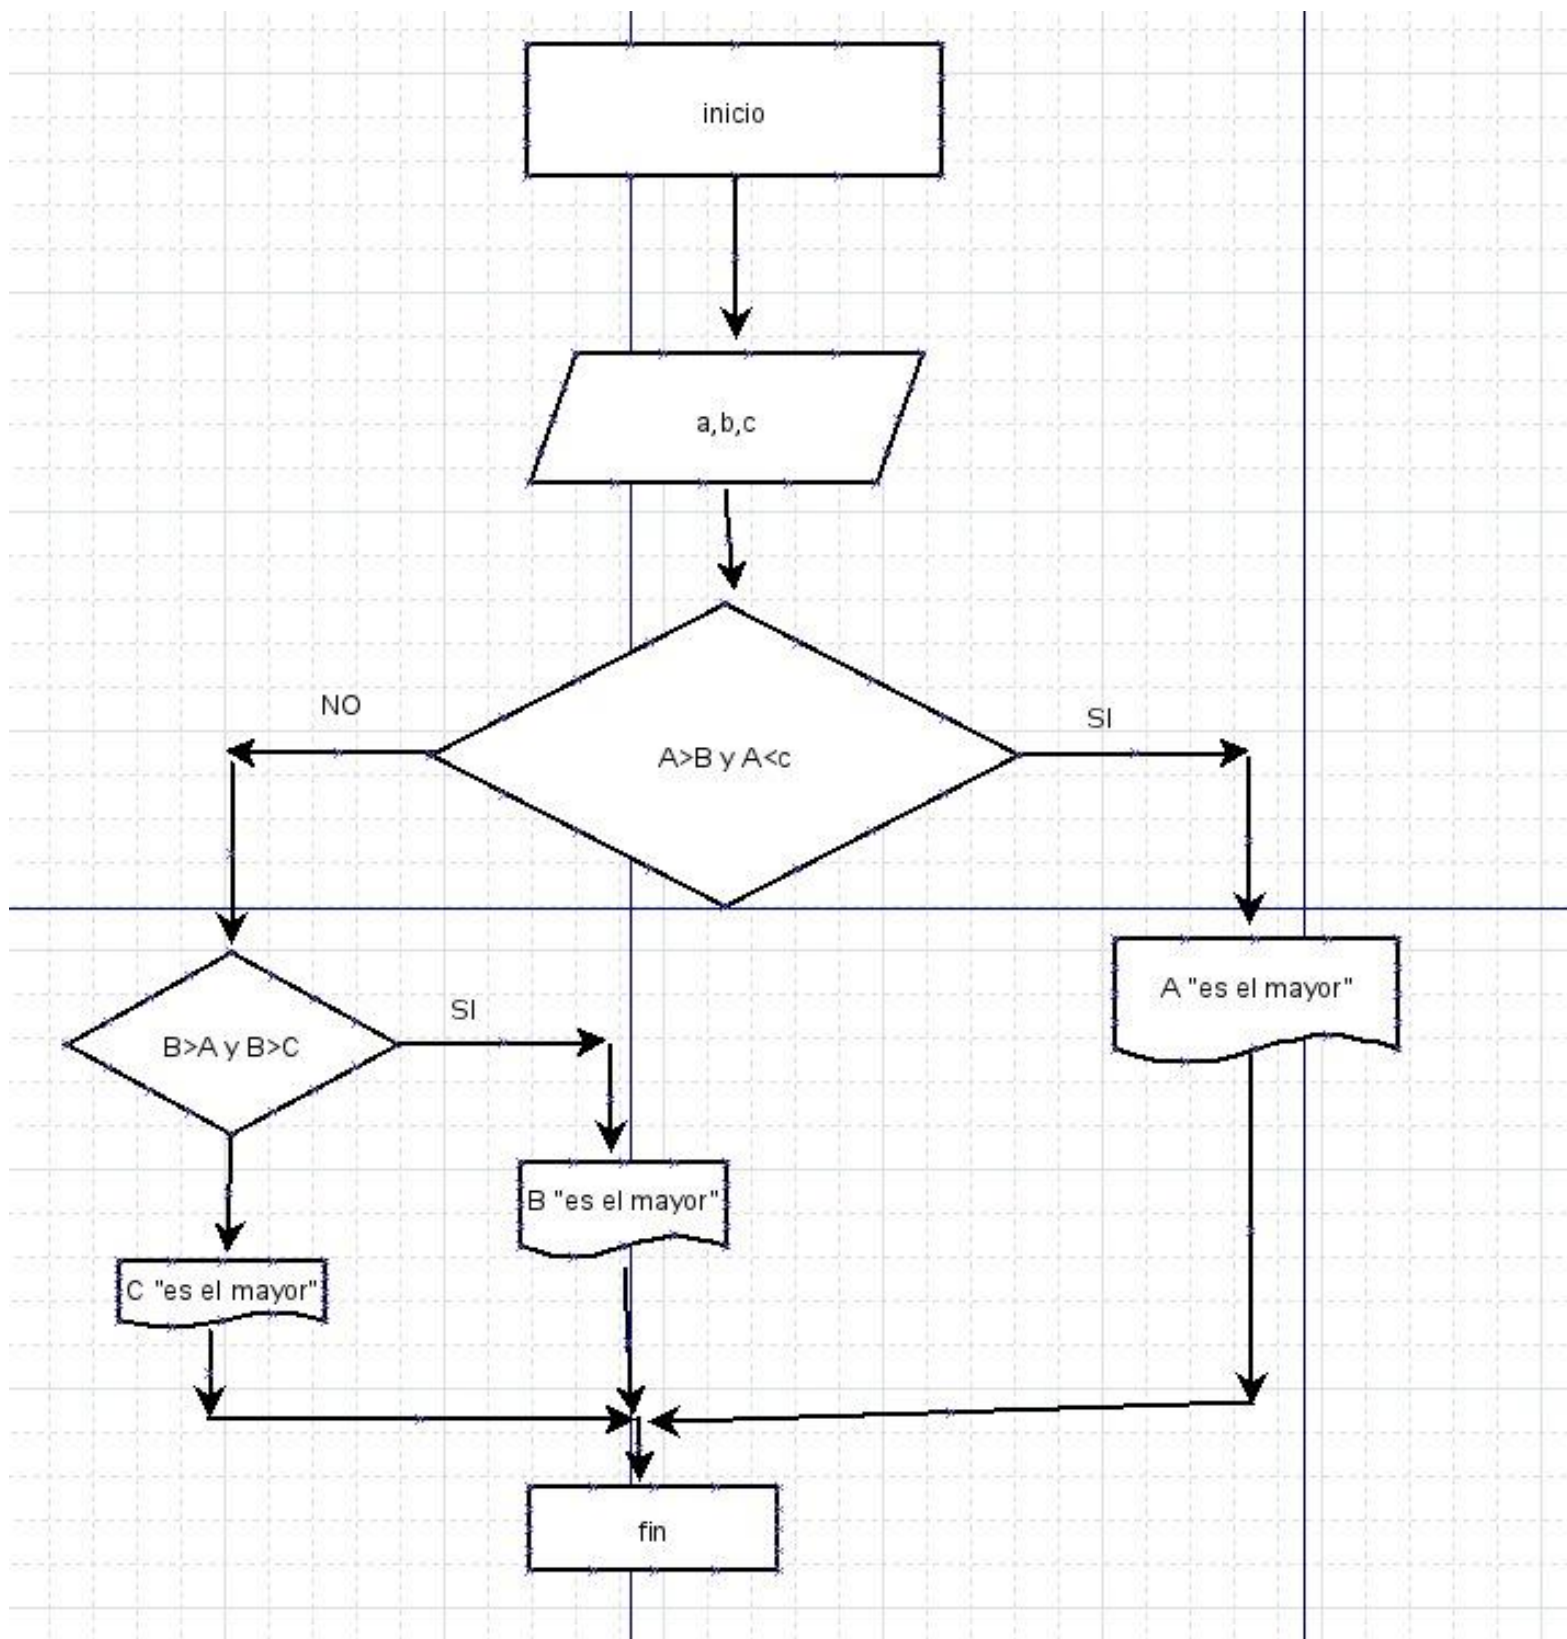 inicio
a,b,c
NO
SI
A>B y A<c
A "es el mayor"
SI
B>A y B>C
B "es el mayor"
C "es el mayor"
fin